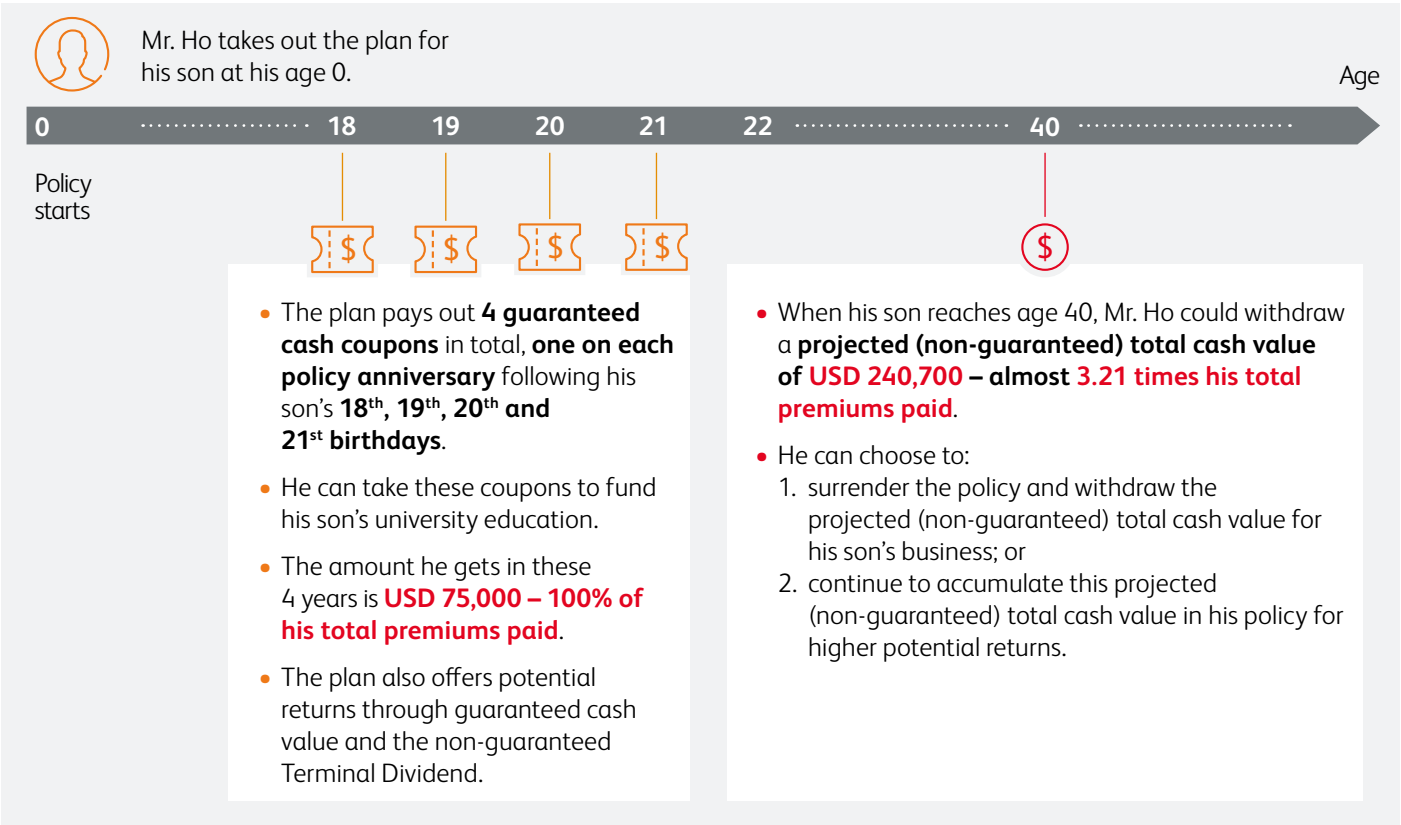 Mr. Ho takes out the plan for
his son at his age 0.
Age
0 18 19 20 21 22 40
Policy
starts
$ $ $ $ $
• The plan pays out 4 guaranteed
cash coupons in total, one on each
policy anniversary following his
son's 18th, 19th, 20th and
21st birthdays.
• He can take these coupons to fund
his son's university education.
• The amount he gets in these
4 years is USD 75,000 – 100% of
his total premiums paid.
• The plan also offers potential
returns through guaranteed cash
value and the non-guaranteed
Terminal Dividend.
• When his son reaches age 40, Mr. Ho could withdraw
a projected (non-guaranteed) total cash value
of USD 240,700 – almost 3.21 times his total
premiums paid.
• He can choose to:
1. surrender the policy and withdraw the
projected (non-guaranteed) total cash value for
his son's business; or
2. continue to accumulate this projected
(non-guaranteed) total cash value in his policy for
higher potential returns.